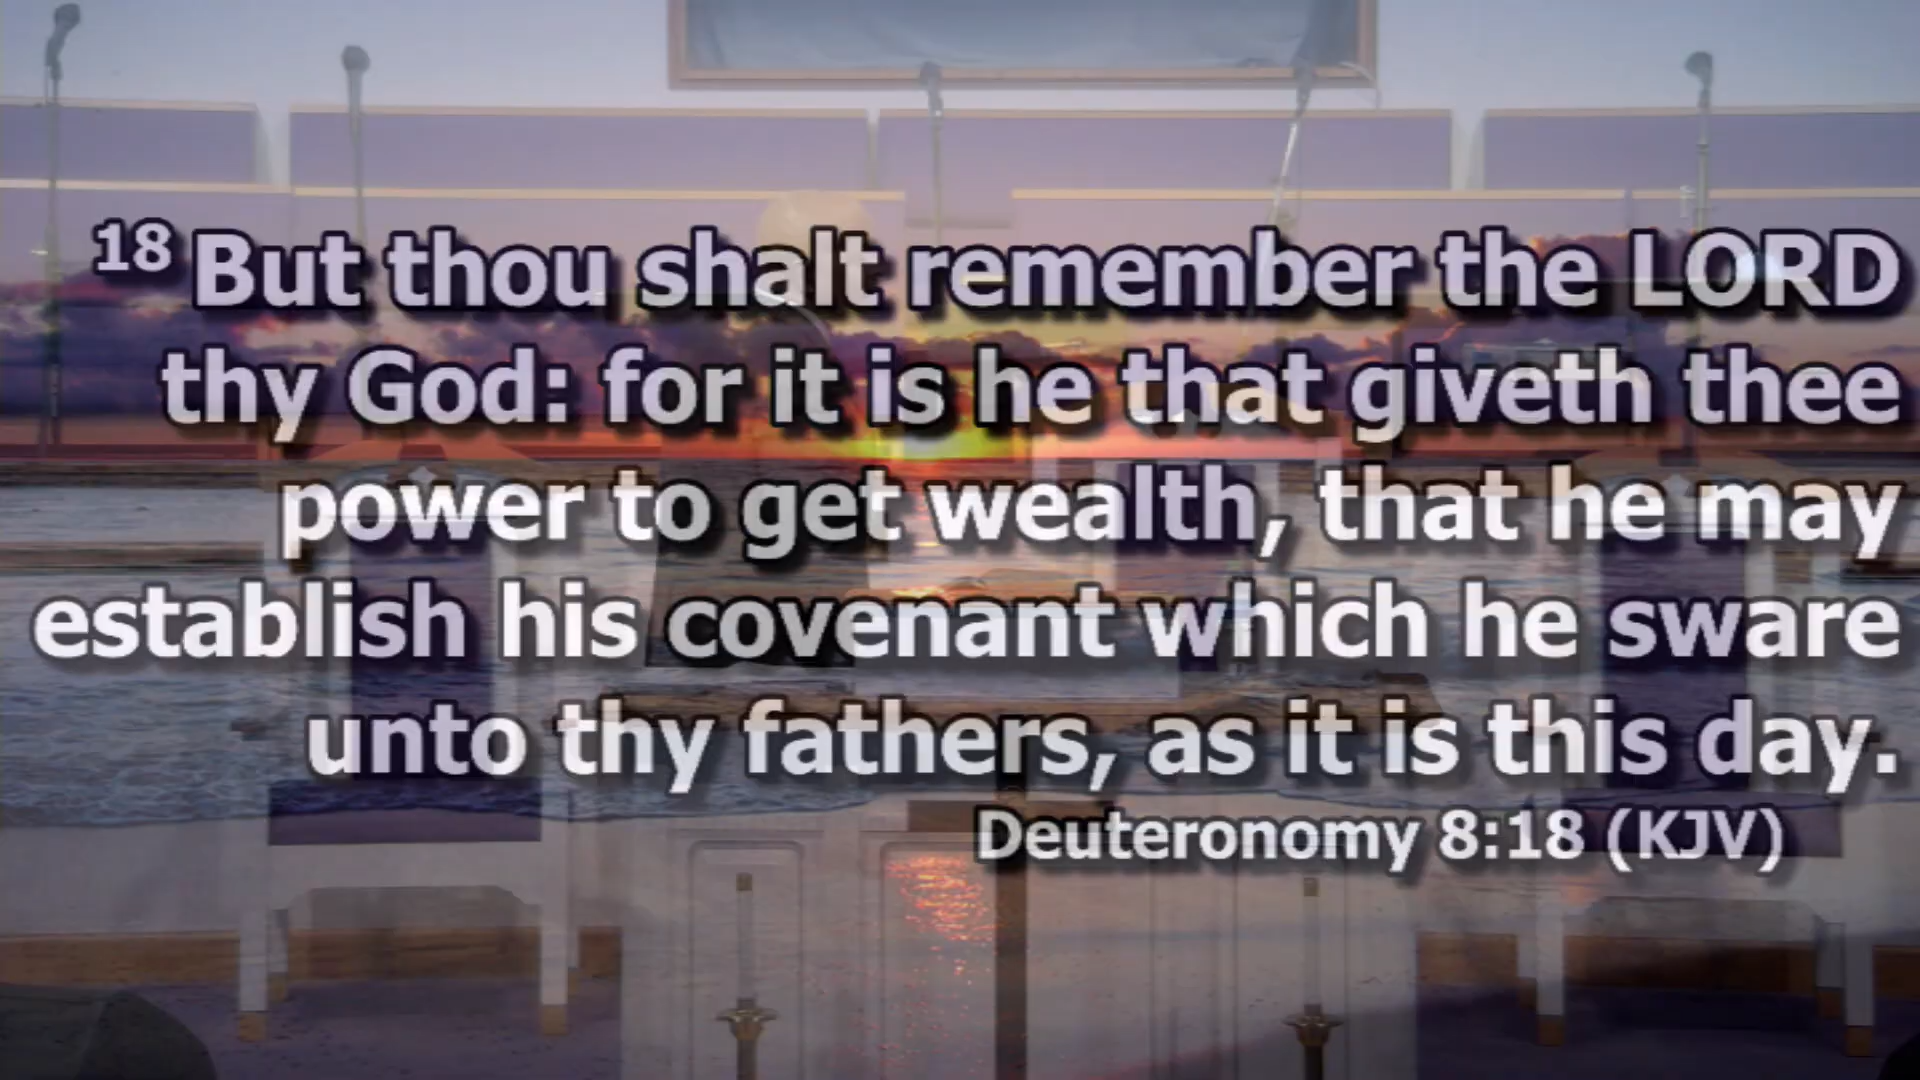 18 But thou shalt remember the LORD
thy God: for it is he that giveth thee
power to get wealth, that he may
establish his covenant which he sware
unto thy fathers, as it is this day.
Deuteronomy 8:18 (KJV)